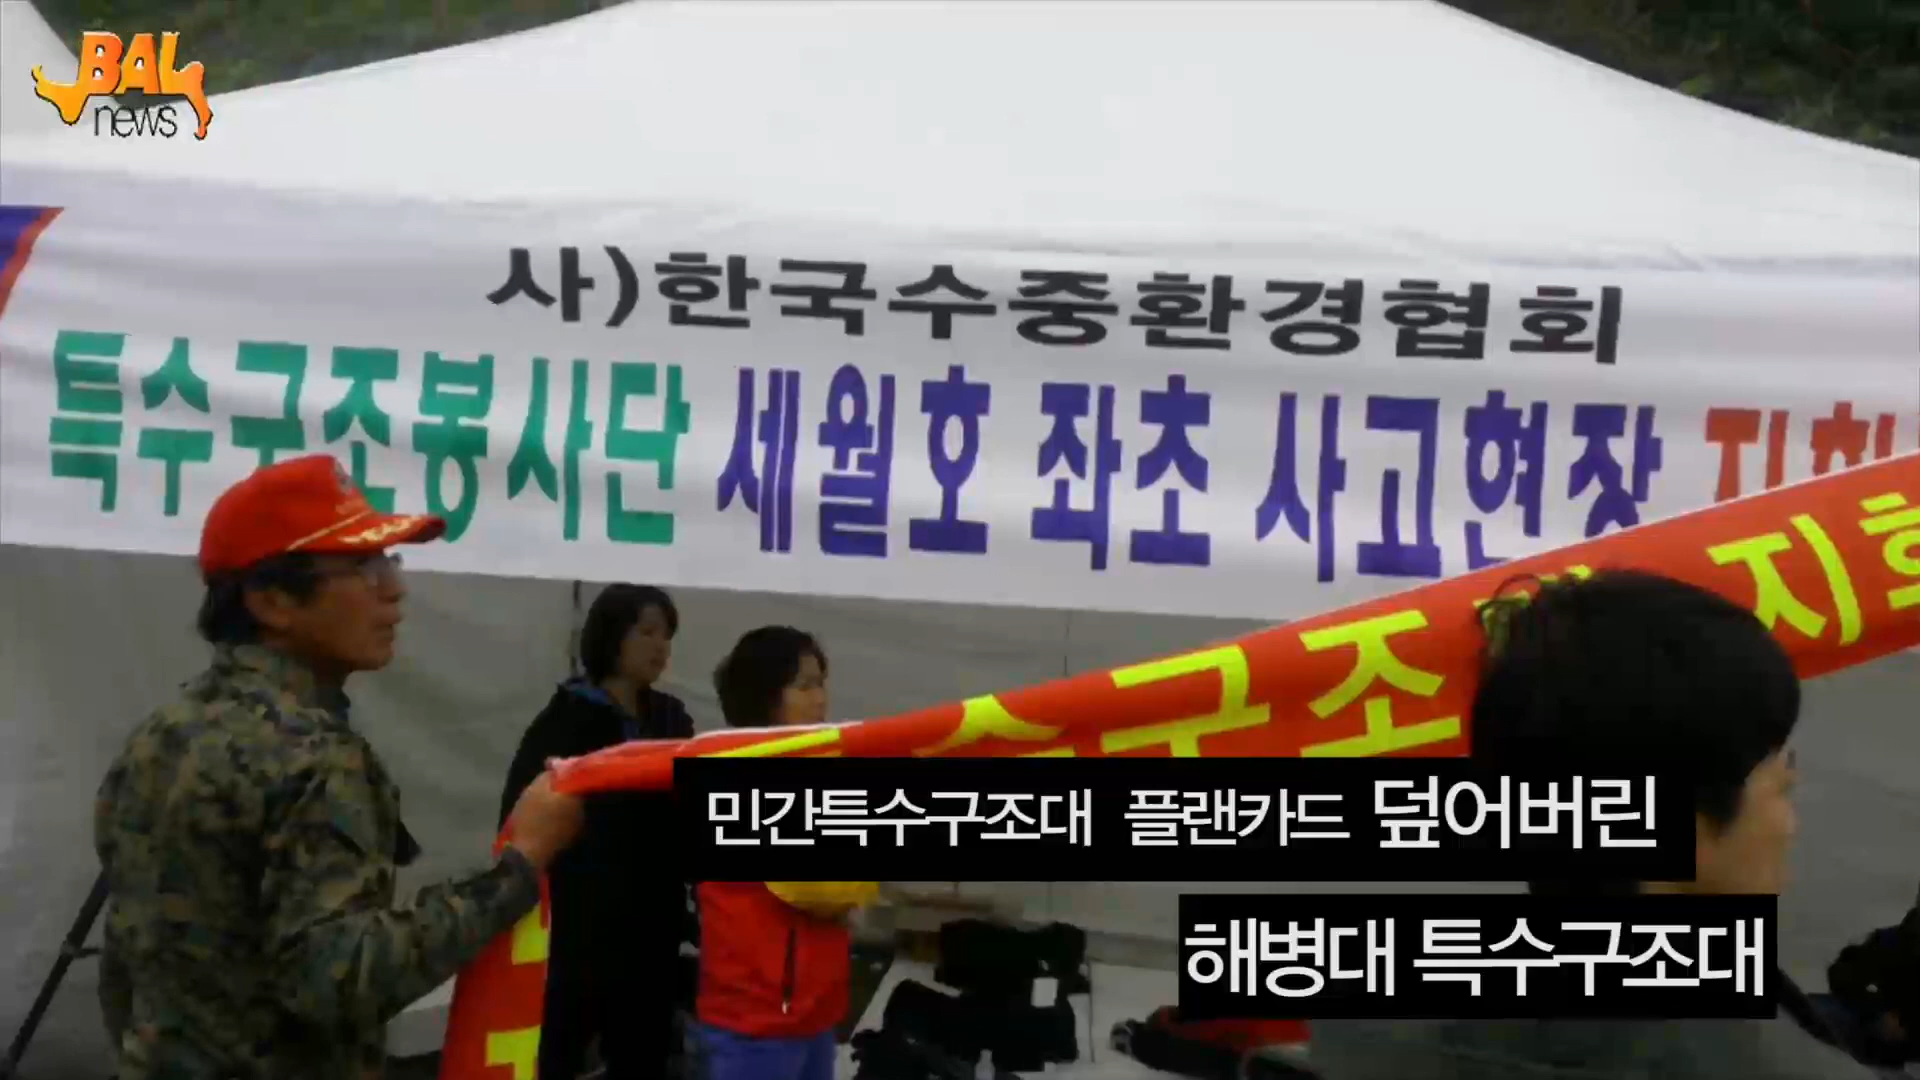 BAL
news
사)한국수중환경협회
특수구조봉사단 세월호 좌초 사고현장
수구조 지
민간특수구조대 플랜카드 덮어버린
해병대 특수구조대